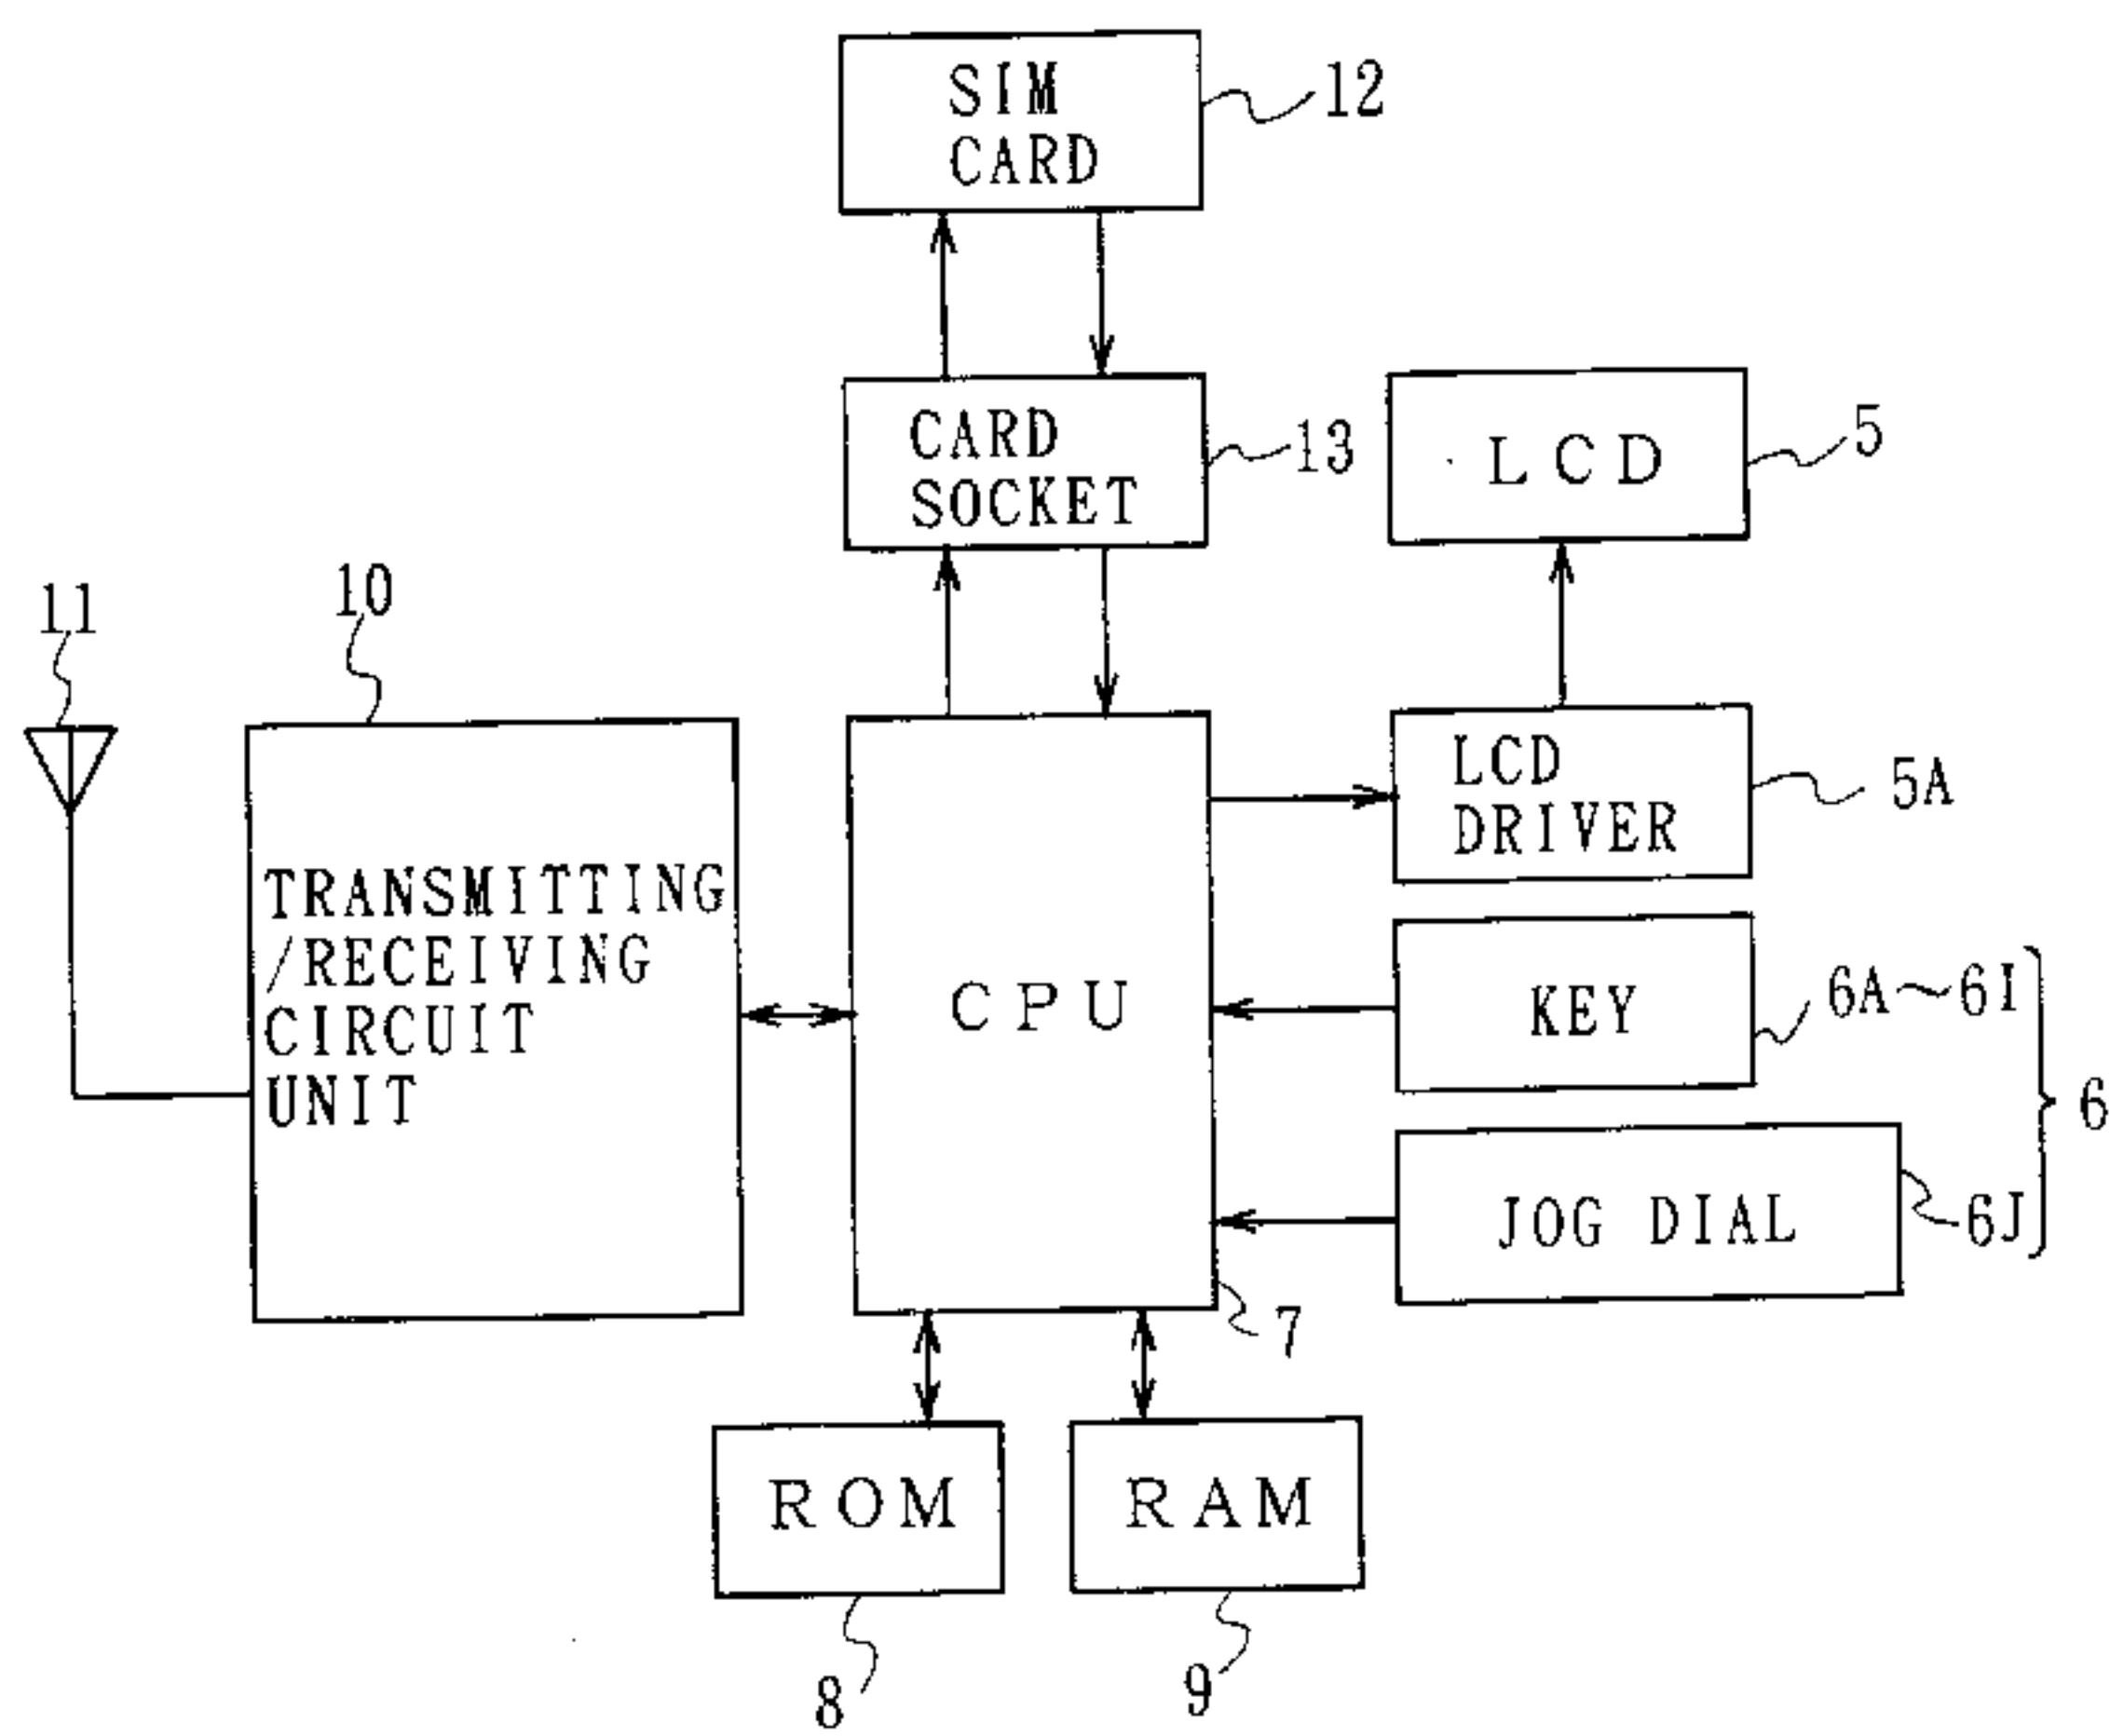 SIM
CARD
12
CARD
SOCKET
13
LCD
5
11
10
LCD
DRIVER
5A
TRANSMITTING
/RECEIVING
CIRCUIT
UNIT
CPU
KEY
6A~6I
6
JOG DIAL
6J
7
ROM
RAM
8
9